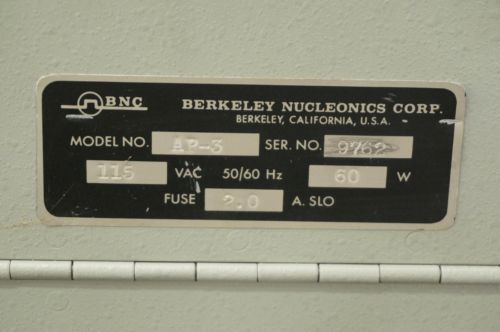 BNC BERKELEY NUCLEONICS CORP.
BERKELEY, CALIFORNIA, U.S.A.
MODEL NO. AP-3 SER. NO. 9762
115 VAC 50/60 Hz 60 W
FUSE 2.0 A. SLO